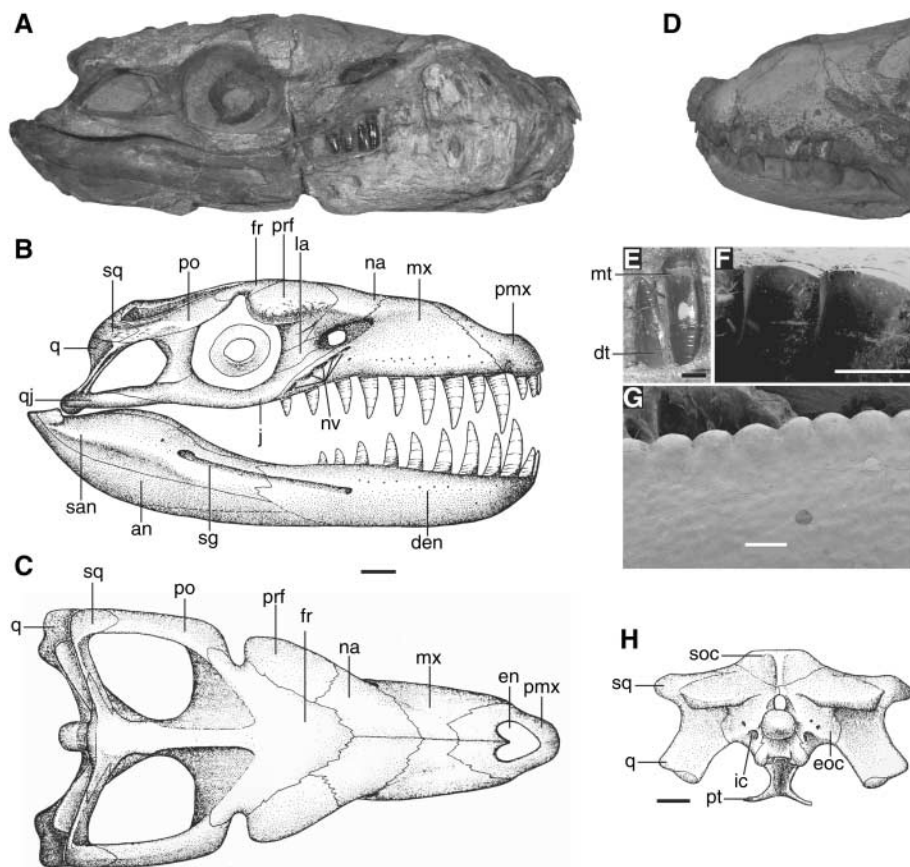 A
D
B
fr
prf
la
po
na
mx
sq
pmx
q
qj
j
nv
san
an
sg
den
E
mt
dt
F
G
C
sq
po
prf
fr
na
mx
en
pmx
q
H
soc
sq
q
ic
eoc
pt